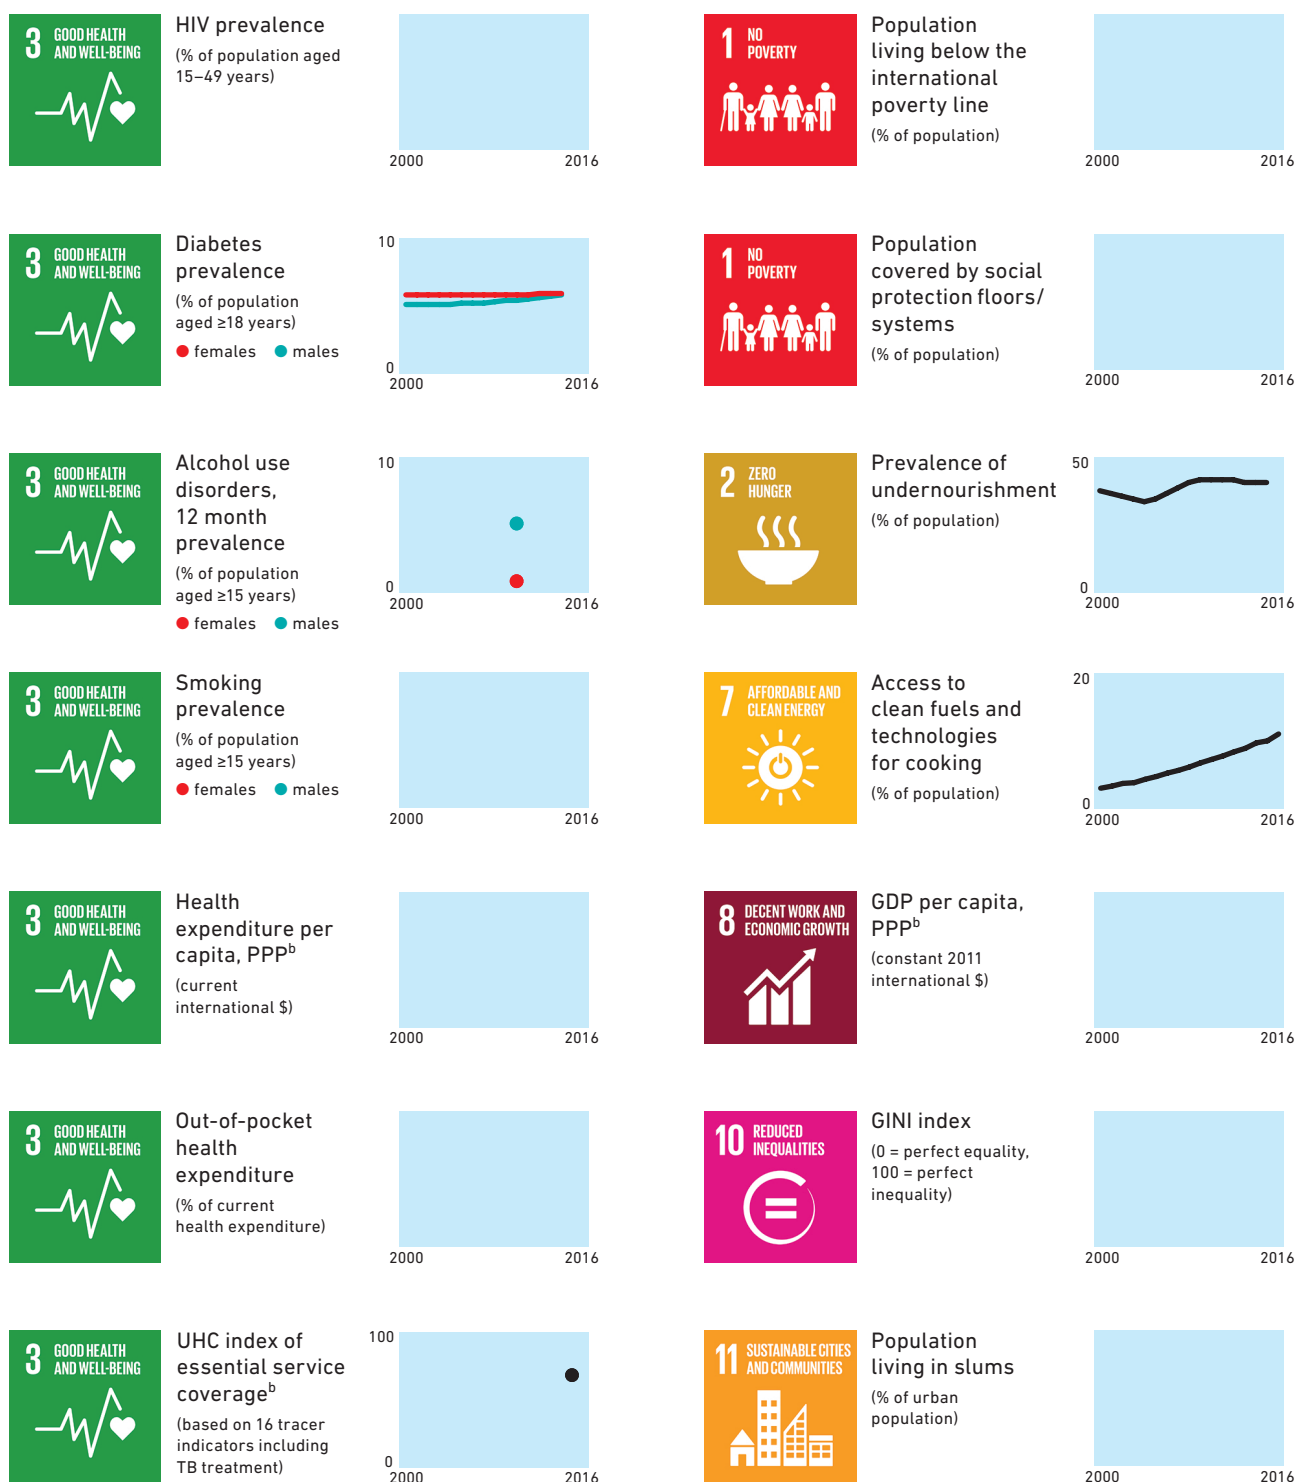 3 GOOD HEALTH
AND WELL-BEING
HIV prevalence
(% of population aged
15–49 years)
2000 2016
3 GOOD HEALTH
AND WELL-BEING
Diabetes
prevalence
(% of population
aged ≥18 years)
females males
10
0
2000 2016
3 GOOD HEALTH
AND WELL-BEING
Alcohol use
disorders,
12 month
prevalence
(% of population
aged ≥15 years)
females males
10
0
2000 2016
3 GOOD HEALTH
AND WELL-BEING
Smoking
prevalence
(% of population
aged ≥15 years)
females males
2000 2016
3 GOOD HEALTH
AND WELL-BEING
Health
expenditure per
capita, PPPb
(current
international $)
2000 2016
3 GOOD HEALTH
AND WELL-BEING
Out-of-pocket
health
expenditure
(% of current
health expenditure)
2000 2016
3 GOOD HEALTH
AND WELL-BEING
UHC index of
essential service
coverageb
(based on 16 tracer
indicators including
TB treatment)
100
0
2000 2016
1 NO
POVERTY
Population
living below the
international
poverty line
(% of population)
2000 2016
1 NO
POVERTY
Population
covered by social
protection floors/
systems
(% of population)
2000 2016
2 ZERO
HUNGER
Prevalence of
undernourishment
(% of population)
50
0
2000 2016
7 AFFORDABLE AND
CLEAN ENERGY
Access to
clean fuels and
technologies
for cooking
(% of population)
20
0
2000 2016
8 DECENT WORK AND
ECONOMIC GROWTH
GDP per capita,
PPPb
(constant 2011
international $)
2000 2016
10 REDUCED
INEQUALITIES
GINI index
(0 = perfect equality,
100 = perfect
inequality)
2000 2016
11 SUSTAINABLE CITIES
AND COMMUNITIES
Population
living in slums
(% of urban
population)
2000 2016